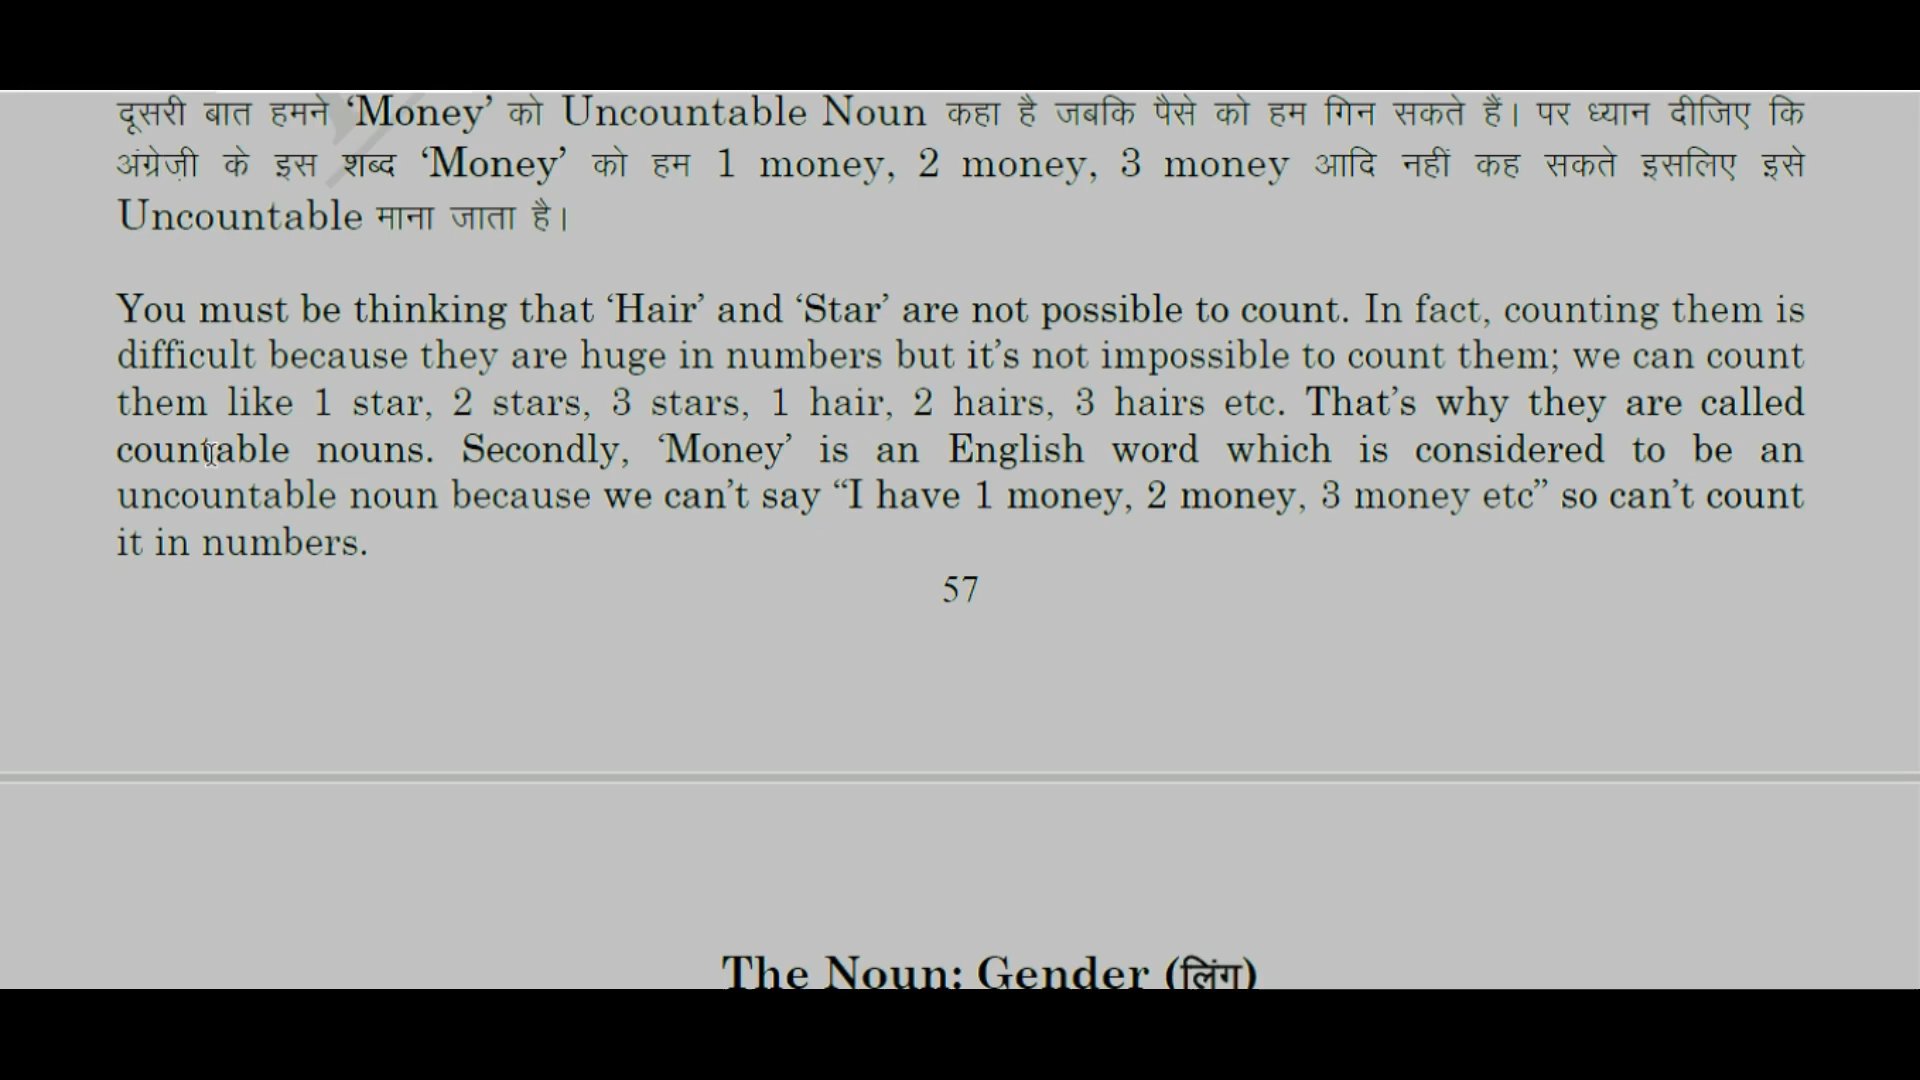 दूसरी बात हमने ‘Money’ को Uncountable Noun कहा है जबकि पैसे को हम गिन सकते हैं। पर ध्यान दीजिए कि
अंग्रेज़ी के इस शब्द ‘Money’ को हम 1 money, 2 money, 3 money आदि नहीं कह सकते इसलिए इसे
Uncountable माना जाता है।
You must be thinking that ‘Hair’ and ‘Star’ are not possible to count. In fact, counting them is
difficult because they are huge in numbers but it’s not impossible to count them; we can count
them like 1 star, 2 stars, 3 stars, 1 hair, 2 hairs, 3 hairs etc. That’s why they are called
countable nouns. Secondly, ‘Money’ is an English word which is considered to be an
uncountable noun because we can’t say “I have 1 money, 2 money, 3 money etc” so can’t count
it in numbers.
57
The Noun: Gender (लिंग)